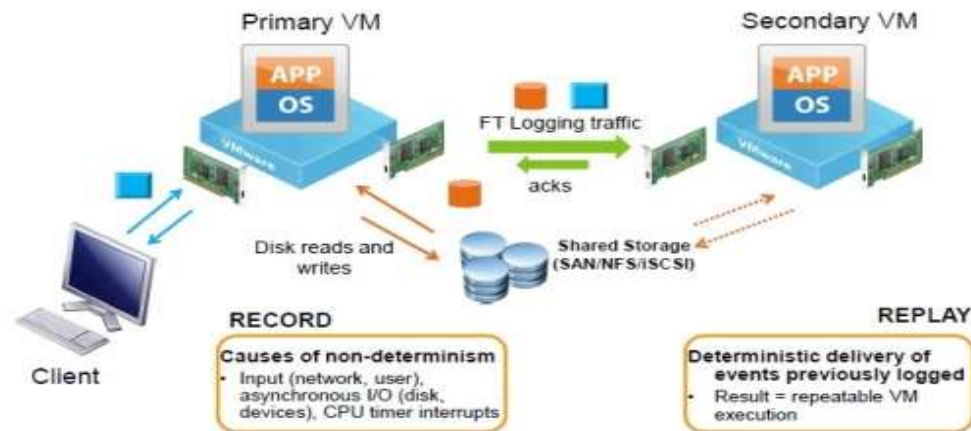 Primary VM
Secondary VM
APP
OS
vmware
APP
OS
vmware
FT Logging traffic
acks
Disk reads and
writes
Shared Storage
(SAN/NFS/iSCSI)
Client
RECORD
Causes of non-determinism
• Input (network, user),
asynchronous I/O (disk,
devices), CPU timer interrupts
REPLAY
Deterministic delivery of
events previously logged
• Result = repeatable VM
execution